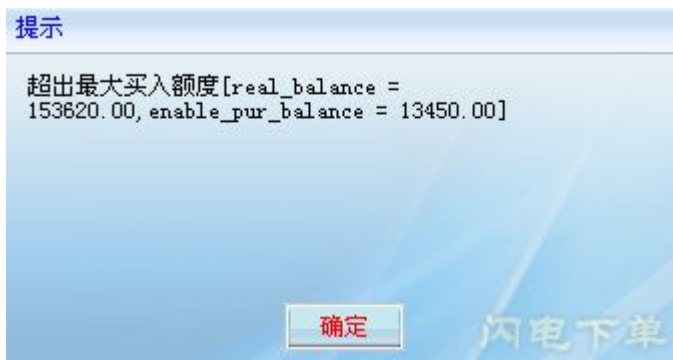 提示
超出最大买入额度[real_balance =
153620.00,enable_pur_balance = 13450.00]
确定
闪电下单